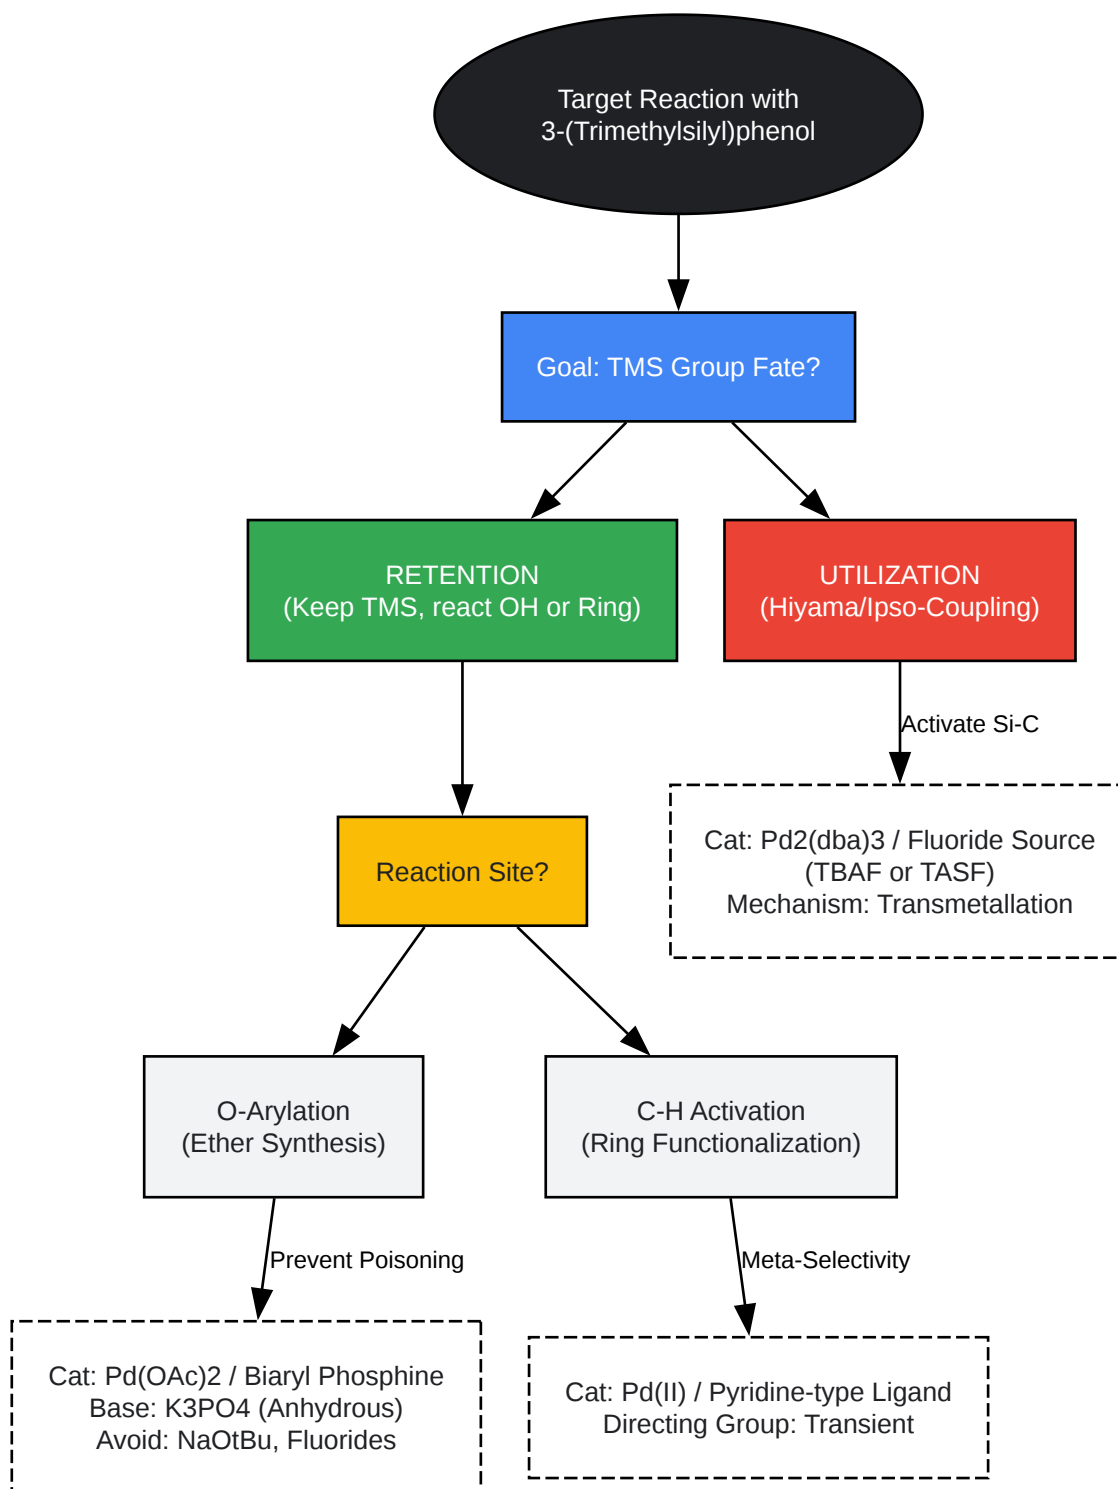 Target Reaction with
3-(Trimethylsilyl)phenol
Goal: TMS Group Fate?
RETENTION
(Keep TMS, react OH or Ring)
UTILIZATION
(Hiyama/Ipso-Coupling)
Activate Si-C
Cat: Pd2(dba)3 / Fluoride Source
(TBAF or TASF)
Mechanism: Transmetallation
Reaction Site?
O-Arylation
(Ether Synthesis)
C-H Activation
(Ring Functionalization)
Prevent Poisoning
Meta-Selectivity
Cat: Pd(OAc)2 / Biaryl Phosphine
Base: K3PO4 (Anhydrous)
Avoid: NaOtBu, Fluorides
Cat: Pd(II) / Pyridine-type Ligand
Directing Group: Transient